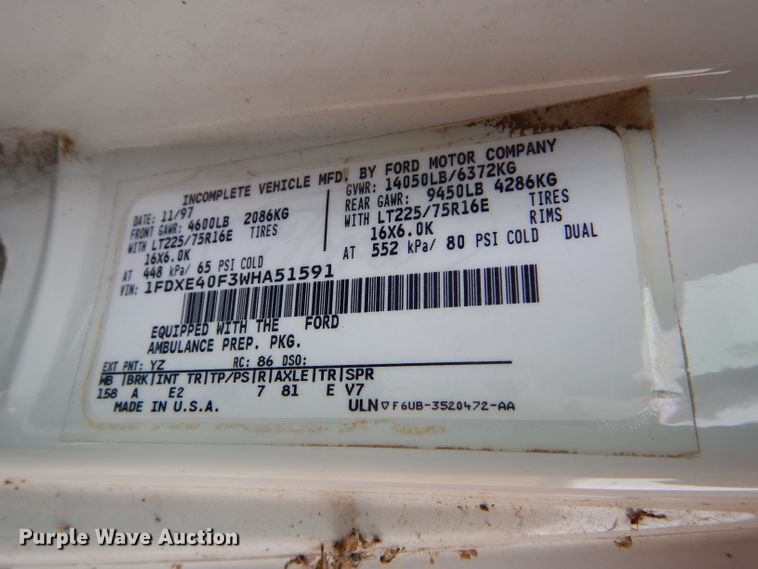 INCOMPLETE VEHICLE MFD. BY FORD MOTOR COMPANY
DATE: 11/97
GVWR: 14050LB/6372KG
FRONT GAWR: 4600LB 2086KG
REAR GAWR: 9450LB 4286KG
WITH LT225/75R16E TIRES
WITH LT225/75R16E TIRES
16X6.0K
16X6.0K RIMS
AT 448 kPa/ 65 PSI COLD
AT 552 kPa/ 80 PSI COLD DUAL
VIN: 1FDXE40F3WHA51591
EQUIPPED WITH THE FORD
AMBULANCE PREP. PKG.
EXT PNT: YZ RC: 86 DSO:
WB |BRK|INT TR|TP/PS|R|AXLE|TR|SPR
158 A E2 7 81 E V7
MADE IN U.S.A. ULN ▽ F6UB-3520472-AA
Purple Wave Auction